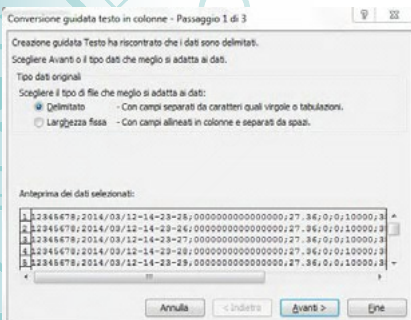 Conversione guidata testo in colonne - Passaggio 1 di 3
Creazione guidata Testo ha riscontrato che i dati sono delimitati.
Scegliere Avanti o il tipo dati che meglio si adatta ai dati.
Tipo dati originali
Scegliere il tipo di file che meglio si adatta ai dati:
Delimitato - Con campi separati da caratteri quali virgole o tabulazioni.
Larghezza fissa - Con campi allineati in colonne e separati da spazi.
Anteprima dei dati selezionati:
1 12345678;2014/03/12-14-23-25;0000000000000000;27.36;0;0;10000;3
2 12345678;2014/03/12-14-23-26;0000000000000000;27.36;0;0;10000;3
3 12345678;2014/03/12-14-23-27;0000000000000000;27.36;0;0;10000;3
4 12345678;2014/03/12-14-23-28;0000000000000000;27.36;0;0;10000;3
5 12345678;2014/03/12-14-23-29;0000000000000000;27.36;0;0;10000;3
Annulla < Indietro Avanti > Fine